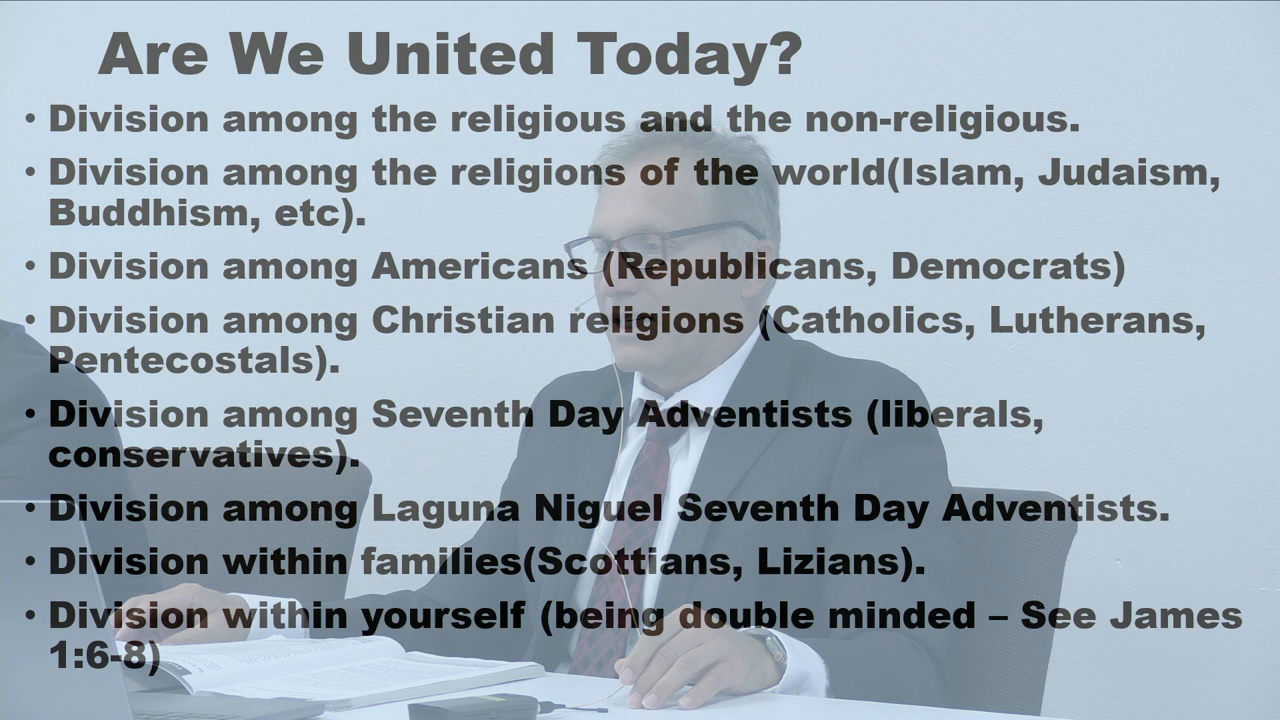 Are We United Today?
• Division among the religious and the non-religious.
• Division among the religions of the world(Islam, Judaism,
Buddhism, etc).
• Division among Americans (Republicans, Democrats)
• Division among Christian religions (Catholics, Lutherans,
Pentecostals).
• Division among Seventh Day Adventists (liberals,
conservatives).
• Division among Laguna Niguel Seventh Day Adventists.
• Division within families(Scottians, Lizians).
• Division within yourself (being double minded – See James
1:6-8)